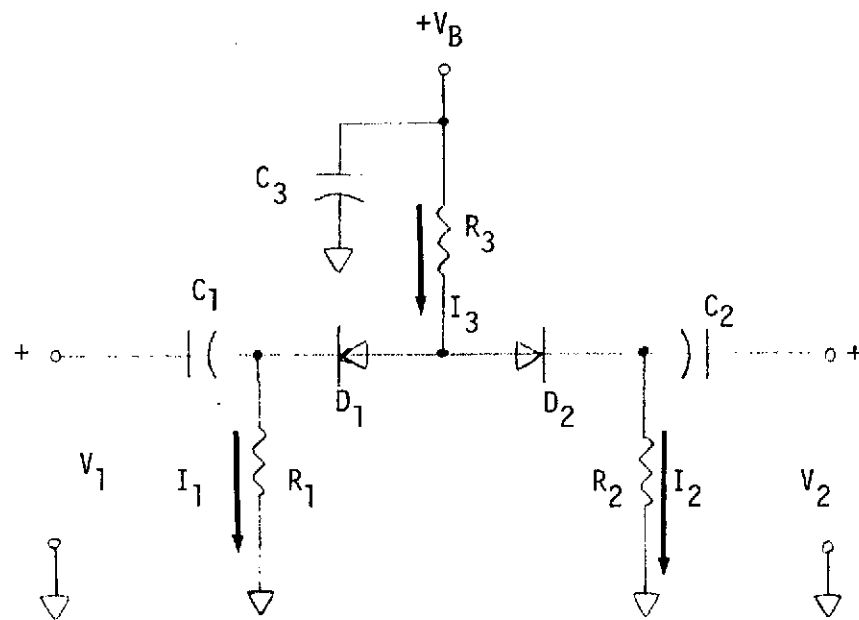 +V_B
C_3
R_3
I_3
C_1
C_2
+
+
D_1
D_2
V_1
I_1
R_1
R_2
I_2
V_2